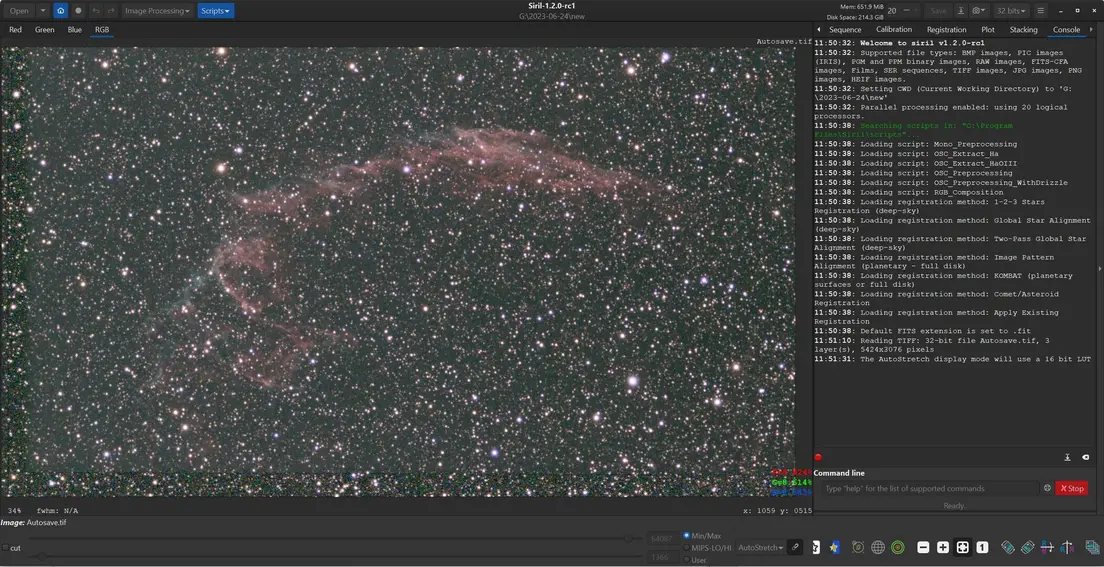 Open
Image Processing
Scripts
Siril-1.2.0-rc1
G:\2023-06-24\new
Mem: 651.9 MiB
Disk Space: 214.3 GiB
20
Save
32 bits
Red Green Blue RGB
Sequence Calibration Registration Plot Stacking Console
Autosave.tif
11:50:32: Welcome to siril v1.2.0-rc1
11:50:32: Supported file types: BMP images, PIC images
(IRIS), PGM and PPM binary images, RAW images, FITS-CFA
images, Films, SER sequences, TIFF images, JPG images, PNG
images, HEIF images.
11:50:32: Setting CWD (Current Working Directory) to 'G:
\2023-06-24\new'
11:50:32: Parallel processing enabled: using 20 logical
processors.
11:50:38: Searching scripts in: "C:\Program
Files\Siril\scripts"...
11:50:38: Loading script: Mono_Preprocessing
11:50:38: Loading script: OSC_Extract_Ha
11:50:38: Loading script: OSC_Extract_HaOIII
11:50:38: Loading script: OSC_Preprocessing
11:50:38: Loading script: OSC_Preprocessing_WithDrizzle
11:50:38: Loading script: RGB_Composition
11:50:38: Loading registration method: 1-2-3 Stars
Registration (deep-sky)
11:50:38: Loading registration method: Global Star Alignment
(deep-sky)
11:50:38: Loading registration method: Two-Pass Global Star
Alignment (deep-sky)
11:50:38: Loading registration method: Image Pattern
Alignment (planetary - full disk)
11:50:38: Loading registration method: KOMBAT (planetary
surfaces or full disk)
11:50:38: Loading registration method: Comet/Asteroid
Registration
11:50:38: Loading registration method: Apply Existing
Registration
11:50:38: Default FITS extension is set to .fit
11:51:10: Reading TIFF: 32-bit file Autosave.tif, 3
layer(s), 5424x3076 pixels
11:51:31: The AutoStretch display mode will use a 16 bit LUT
Command line
Type "help" for the list of supported commands
Stop
Ready.
34% fwhm: N/A
x: 1059 y: 0515
Image: Autosave.tif
cut
Min/Max
MIPS-LO/HI
User
AutoStretch
1